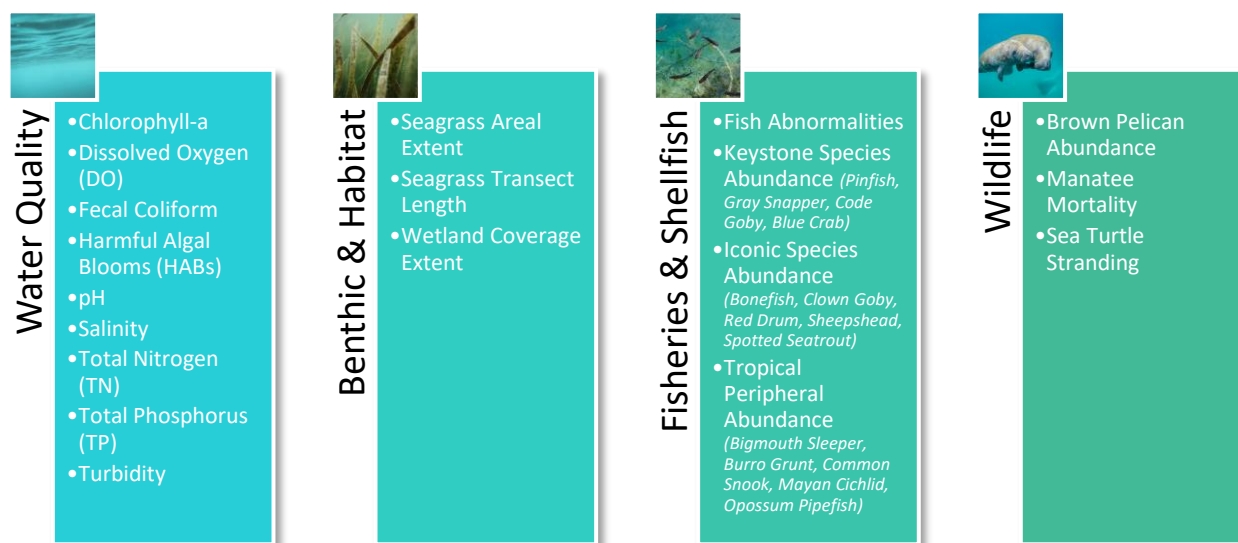 Water Quality
•Chlorophyll-a
•Dissolved Oxygen
(DO)
•Fecal Coliform
•Harmful Algal
Blooms (HABs)
•pH
•Salinity
•Total Nitrogen
(TN)
•Total Phosphorus
(TP)
•Turbidity
Benthic & Habitat
•Seagrass Areal
Extent
•Seagrass Transect
Length
•Wetland Coverage
Extent
Fisheries & Shellfish
•Fish Abnormalities
•Keystone Species
Abundance (Pinfish,
Gray Snapper, Code
Goby, Blue Crab)
•Iconic Species
Abundance
(Bonefish, Clown Goby,
Red Drum, Sheepshead,
Spotted Seatrout)
•Tropical
Peripheral
Abundance
(Bigmouth Sleeper,
Burro Grunt, Common
Snook, Mayan Cichlid,
Opossum Pipefish)
Wildlife
•Brown Pelican
Abundance
•Manatee
Mortality
•Sea Turtle
Stranding